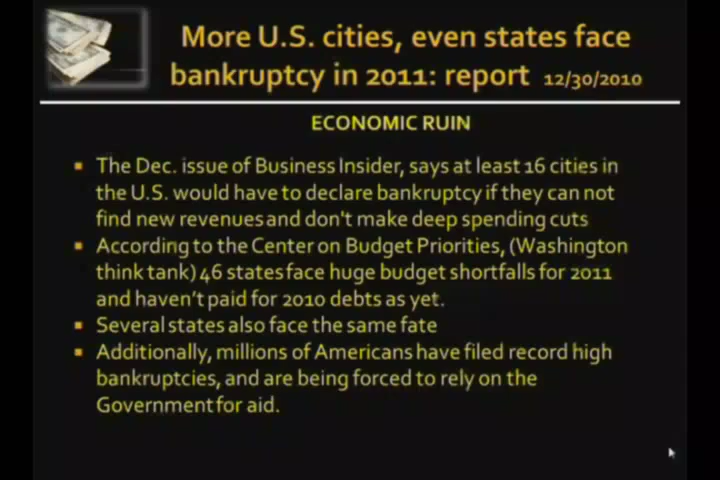 More U.S. cities, even states face
bankruptcy in 2011: report 12/30/2010
ECONOMIC RUIN
▪ The Dec. issue of Business Insider, says at least 16 cities in
the U.S. would have to declare bankruptcy if they can not
find new revenues and don't make deep spending cuts
▪ According to the Center on Budget Priorities, (Washington
think tank) 46 states face huge budget shortfalls for 2011
and haven't paid for 2010 debts as yet.
▪ Several states also face the same fate
▪ Additionally, millions of Americans have filed record high
bankruptcies, and are being forced to rely on the
Government for aid.